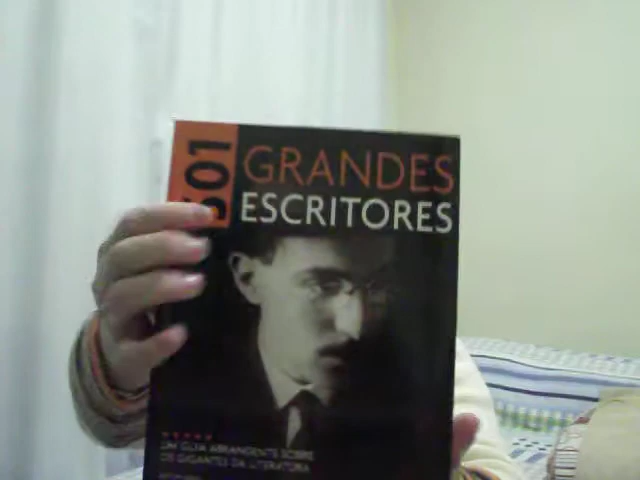 501
GRANDES
ESCRITORES
UM GUIA ABRANGENTE SOBRE
OS GIGANTES DA LITERATURA